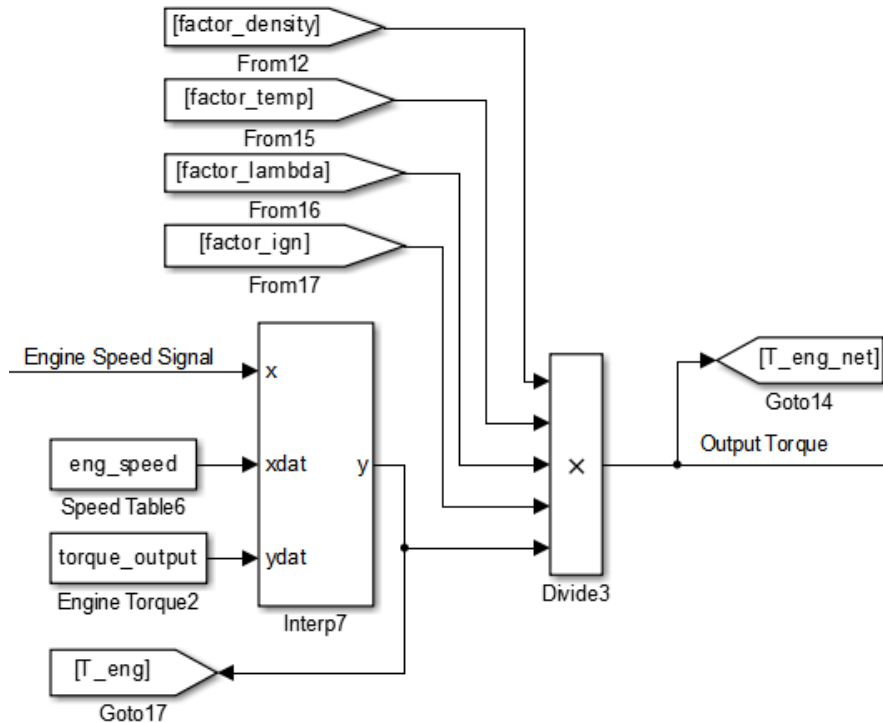 [factor_density]
From12
[factor_temp]
From15
[factor_lambda]
From16
[factor_ign]
From17
Engine Speed Signal
x
eng_speed
xdat
y
Speed Table6
torque_output
ydat
Engine Torque2
Interp7
[T_eng]
Goto17
×
Divide3
[T_eng_net]
Goto14
Output Torque